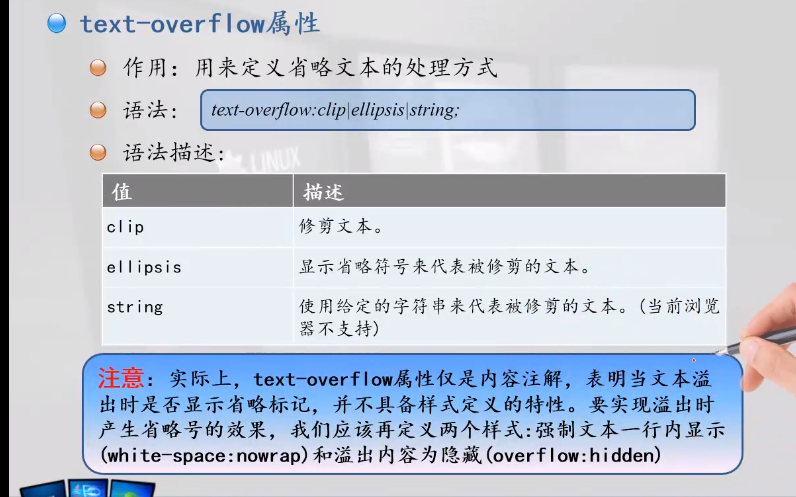 text-overflow属性
作用：用来定义省略文本的处理方式
语法：
text-overflow:clip|ellipsis|string;
语法描述：
LINUX
值 描述
clip 修剪文本。
ellipsis 显示省略符号来代表被修剪的文本。
string 使用给定的字符串来代表被修剪的文本。(当前浏览
器不支持)
注意：实际上，text-overflow属性仅是内容注解，表明当文本溢
出时是否显示省略标记，并不具备样式定义的特性。要实现溢出时
产生省略号的效果，我们应该再定义两个样式:强制文本一行内显示
(white-space:nowrap)和溢出内容为隐藏(overflow:hidden)